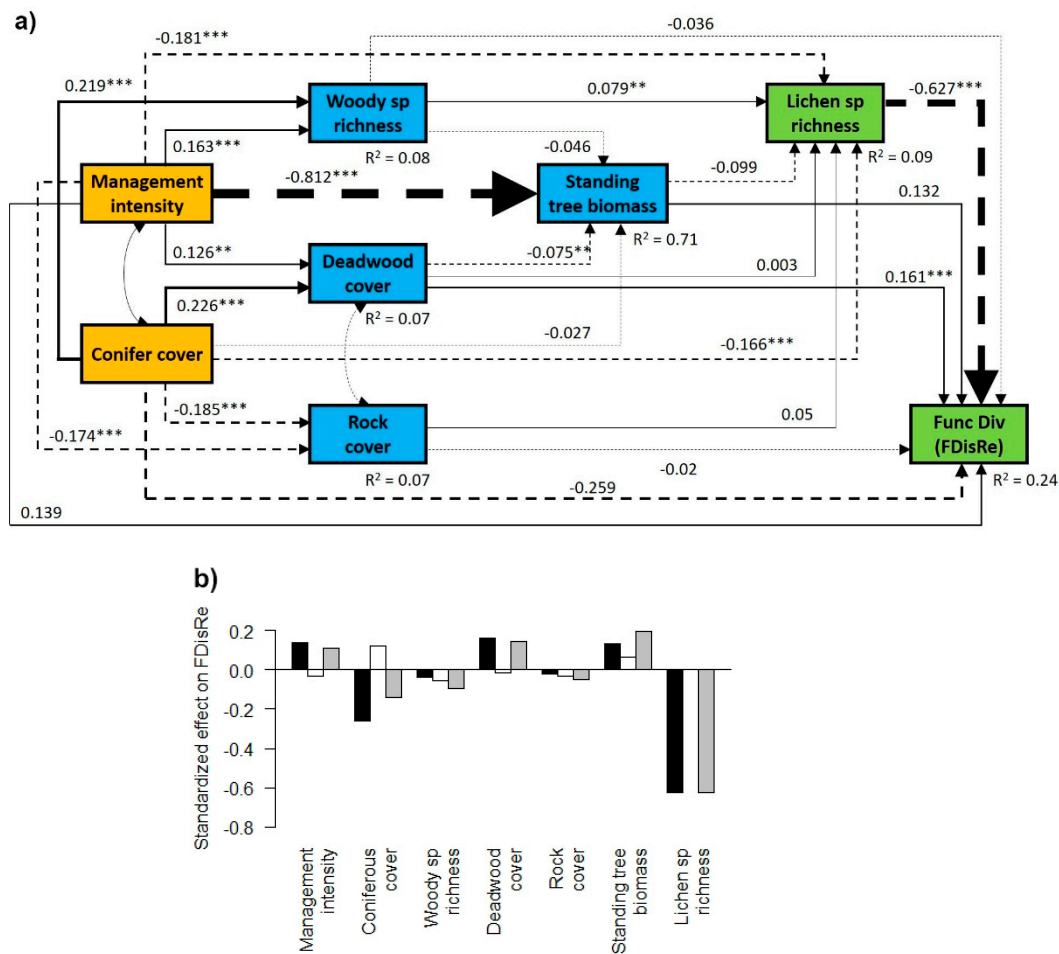 a)
-0.036
-0.181***
0.219***
Woody sp
richness
0.079**
Lichen sp
richness
-0.627***
0.163***
R² = 0.08
-0.046
R² = 0.09
Management
intensity
-0.812***
Standing
tree biomass
-0.099
0.132
R² = 0.71
0.126**
Deadwood
cover
-0.075**
0.003
0.161***
0.226***
R² = 0.07
-0.027
Conifer cover
-0.166***
-0.185***
Rock
cover
0.05
Func Div
(FDisRe)
-0.174***
-0.02
R² = 0.07
-0.259
R² = 0.24
0.139
b)
Standardized effect on FDisRe
0.2
0.0
-0.2
-0.4
-0.6
-0.8
Management
intensity
Coniferous
cover
Woody sp
richness
Deadwood
cover
Rock
cover
Standing tree
biomass
Lichen sp
richness